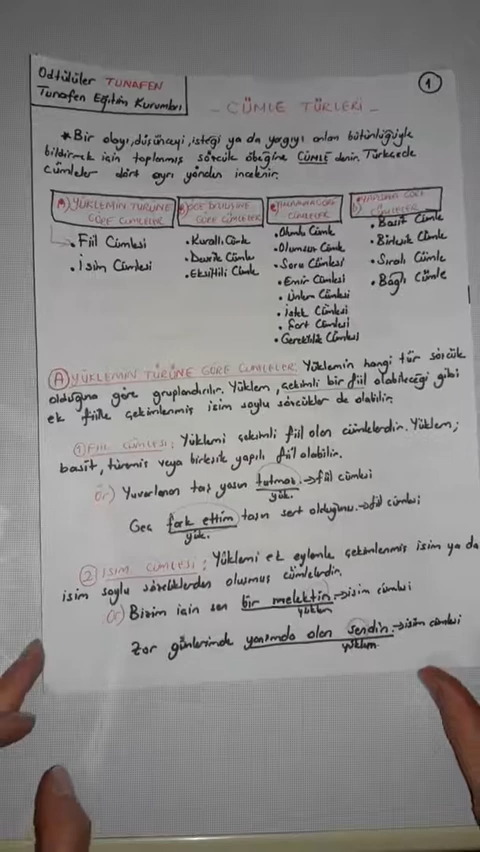 Odtülüler TUNAFEN
Tunafen Eğitim Kurumbı
1
- CÜMLE TÜRLERİ -
* Bir olayı, düşünceyi, isteği ya da yargıyı anlam bütünlüğüyle
bildirmek için toplanmış sözcük öbeğine CÜMLE denir. Türkçede
cümleler dört ayrı yönden incelenir.
A) YÜKLEMİN TÜRÜNE GÖRE CÜMLELER
• Fiil Cümlesi
• İsim Cümlesi
GÖRE CÜMLELER
• Kurallı Cümle
• Devrik Cümle
• Eksiltili Cümle
CÜMLELER
• Olumlu Cümle
• Olumsuz Cümle
• Soru Cümlesi
• Emir Cümlesi
• Ünlem Cümlesi
• İstek Cümlesi
• Şart Cümlesi
• Gereklilik Cümlesi
GÖRE CÜMLELER
• Basit Cümle
• Birleşik Cümle
• Sıralı Cümle
• Bağlı Cümle
A) YÜKLEMİN TÜRÜNE GÖRE CÜMLELER Yüklemin hangi tür sözcük
olduğuna göre gruplandırılır. Yüklem, çekimli bir fiil olabileceği gibi
ek fiille çekimlenmiş isim soylu sözcükler de olabilir.
1 FİİL CÜMLESİ: Yüklemi çekimli fiil olan cümlelerdir. Yüklem;
basit, türemiş veya birleşik yapılı fiil olabilir.
Ör) Yuvarlanan taş yosun tutmaz → fiil cümlesi
yük.
Geç fark ettim taşın sert olduğunu. → fiil cümlesi
yük.
2 İSİM CÜMLESİ: Yüklemi ek eylemle çekimlenmiş isim ya da
isim soylu sözcüklerden oluşmuş cümlelerdir.
Ör) Bizim için sen bir melektin. → isim cümlesi
yüklem
Zor günlerimde yanımda olan sendin. → isim cümlesi
yüklem